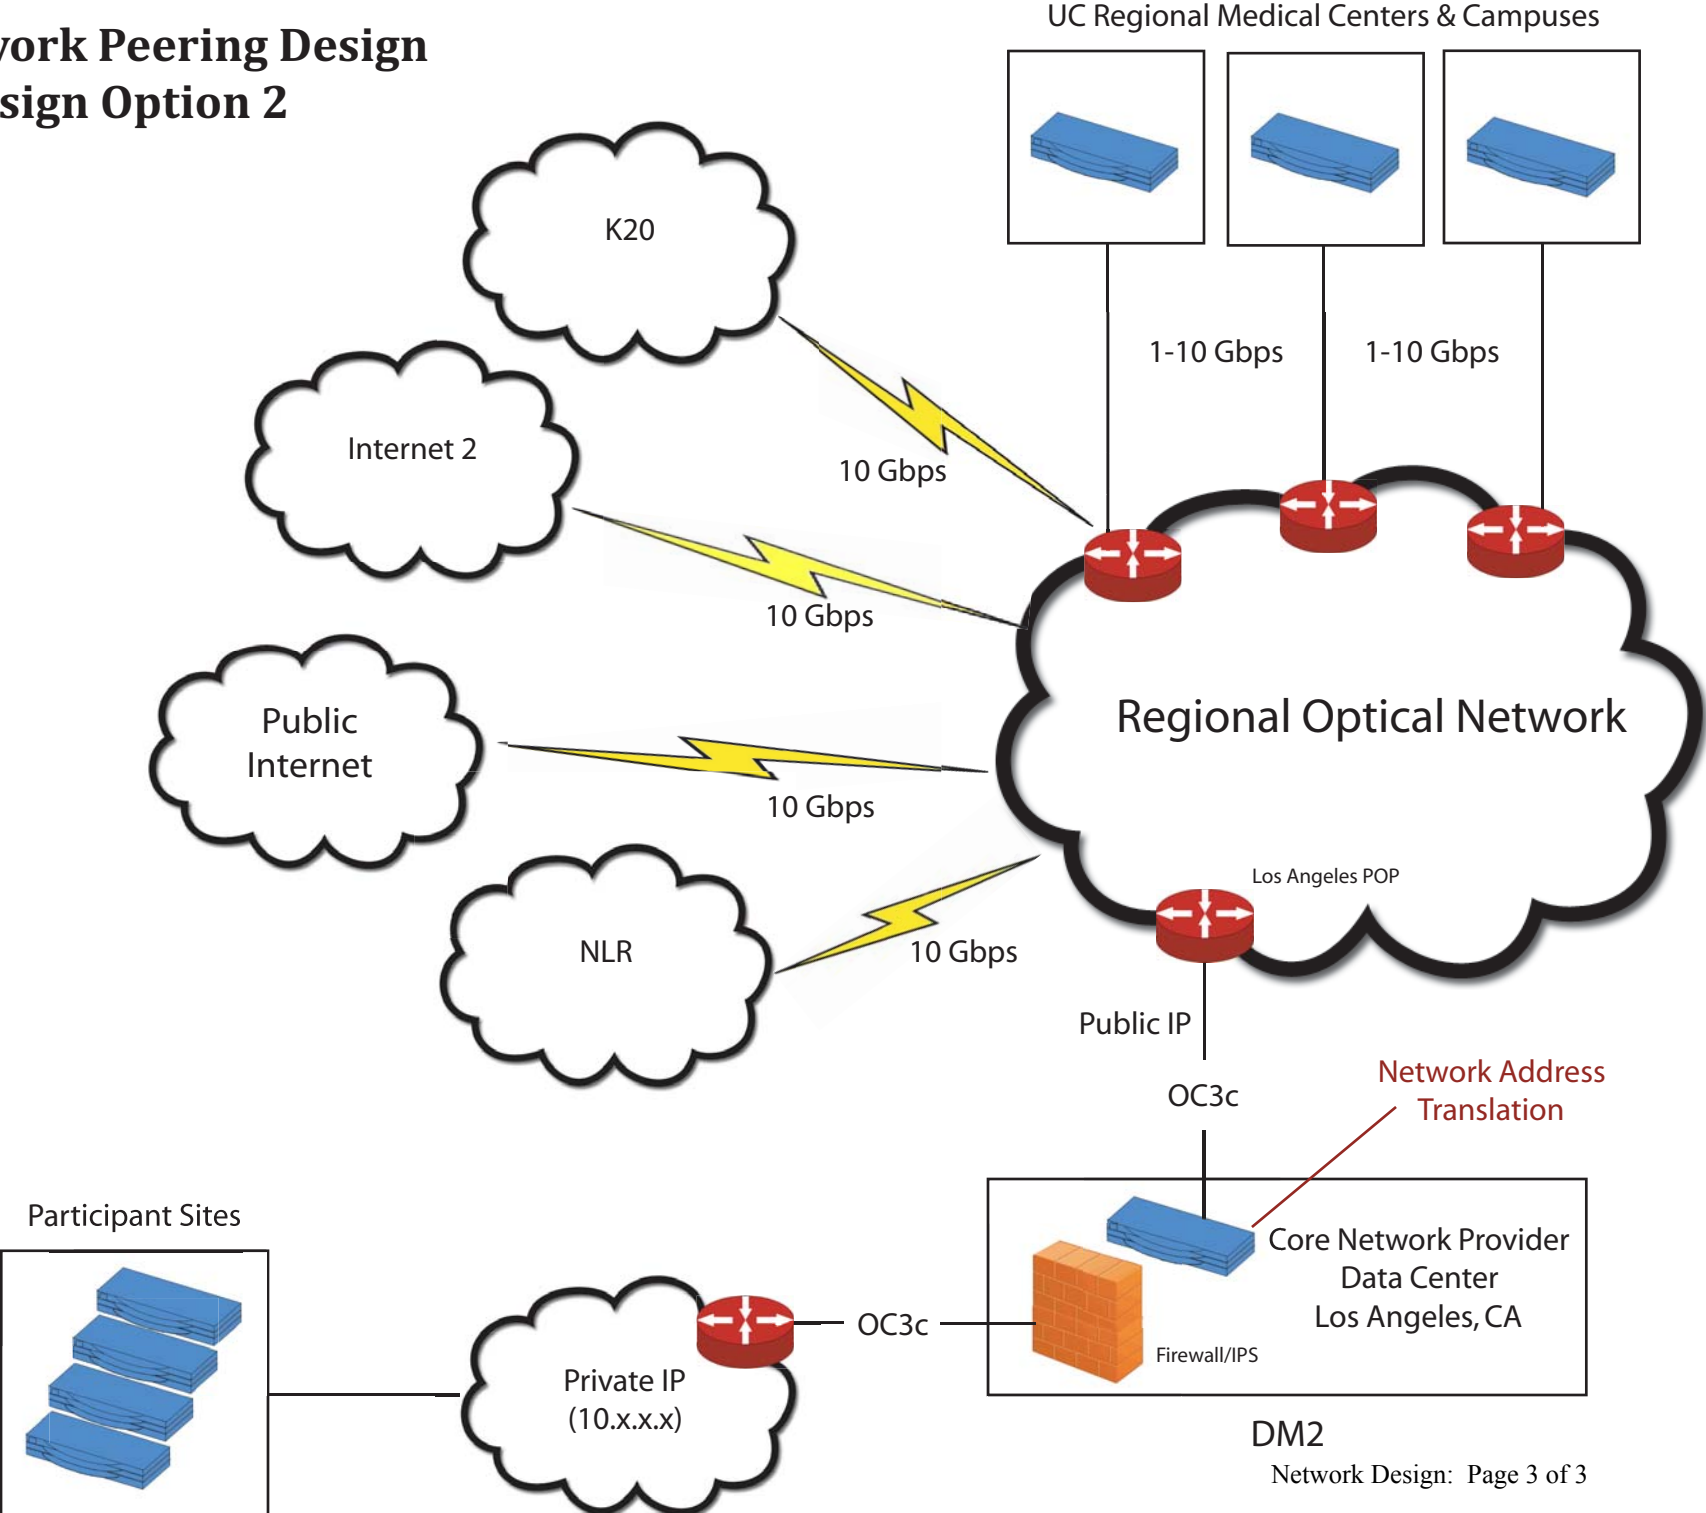 UC Regional Medical Centers & Campuses
Peering Design
Option 2
K20
1-10 Gbps
1-10 Gbps
Internet 2
10 Gbps
10 Gbps
Public
Internet
Regional Optical Network
10 Gbps
Los Angeles POP
NLR
10 Gbps
Public IP
Network Address
Translation
OC3c
Participant Sites
Core Network Provider
Data Center
Los Angeles, CA
OC3c
Firewall/IPS
Private IP
(10.x.x.x)
DM2
Network Design: Page 3 of 3